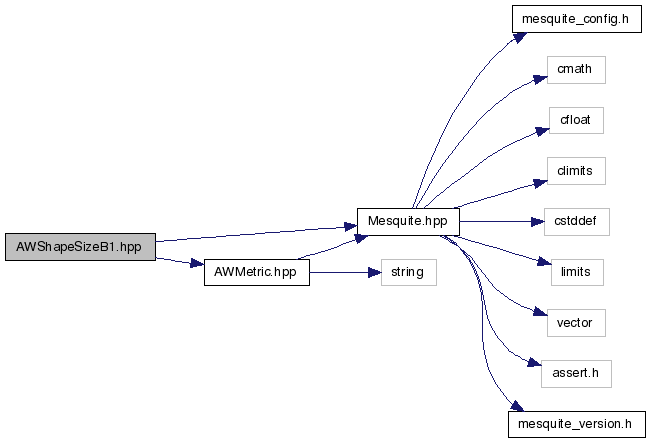 mesquite_config.h
cmath
cfloat
climits
Mesquite.hpp
cstddef
AWShapeSizeB1.hpp
AWMetric.hpp
string
limits
vector
assert.h
mesquite_version.h